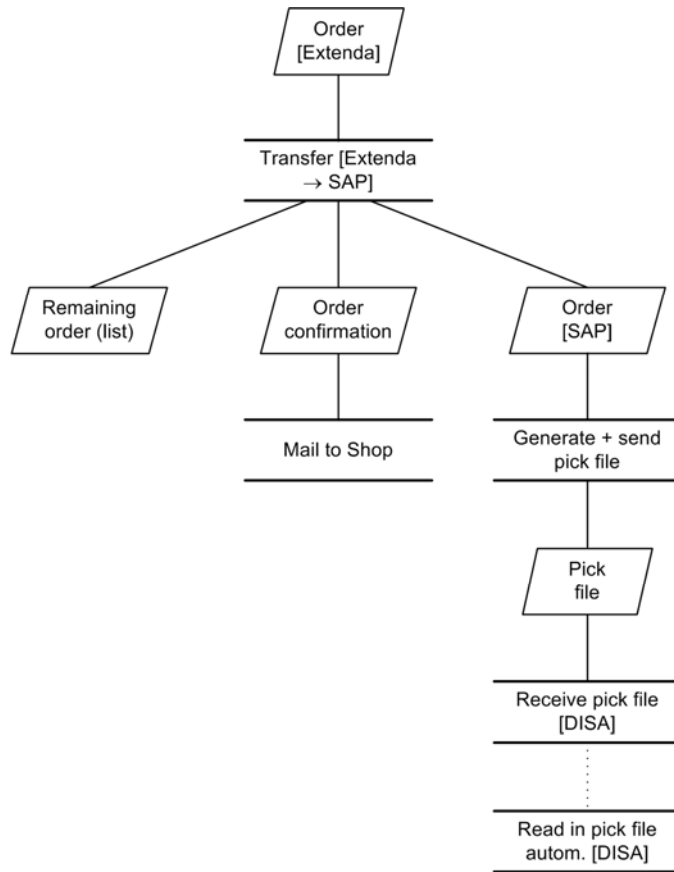 Order
[Extenda]
Transfer [Extenda
→ SAP]
Remaining
order (list)
Order
confirmation
Order
[SAP]
Mail to Shop
Generate + send
pick file
Pick
file
Receive pick file
[DISA]
Read in pick file
autom. [DISA]